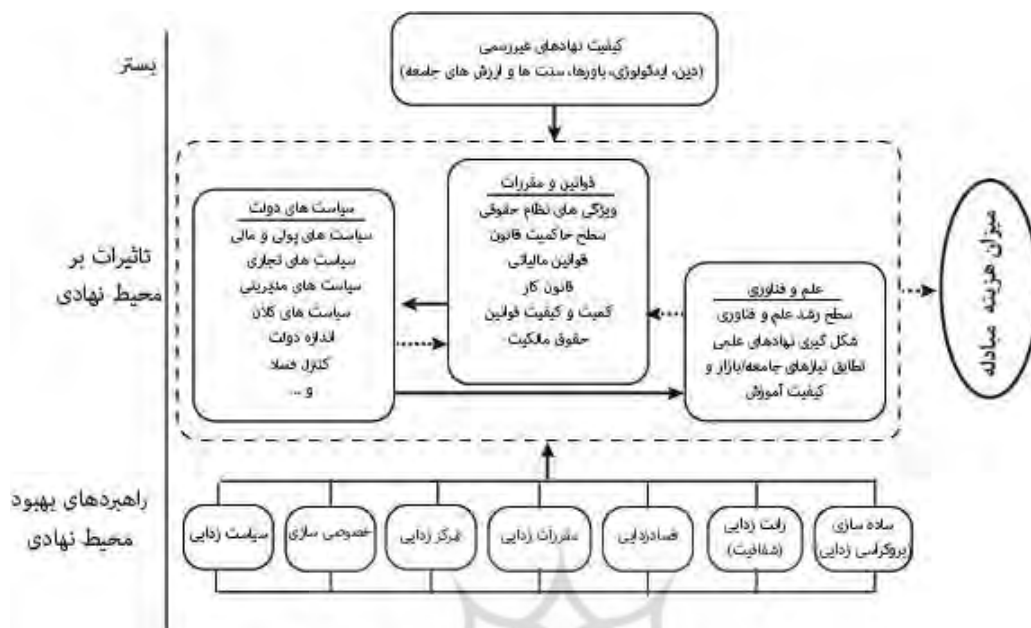 بستر
کیفیت نهادهای غیررسمی
(دین، ایدئولوژی، باورها، سنت ها و ارزش های جامعه)
تاثیرات بر
محیط نهادی
قوانین و مقررات
ویژگی های نظام حقوقی
سطح حاکمیت قانون
قوانین مالیاتی
قانون کار
کمیت و کیفیت قوانین
حقوق مالکیت
سیاست های دولت
سیاست های پولی و مالی
سیاست های تجاری
سیاست های مدیریتی
سیاست های کلان
اندازه دولت
کنترل فساد
و ...
علم و فناوری
سطح رشد علم و فناوری
شکل گیری نهادهای علمی
تطابق نیازهای جامعه/بازار و
کیفیت آموزش
میزان هزینه مبادله
راهبردهای بهبود
محیط نهادی
ساده سازی
بروکراسی زدایی)
رانت زدایی
(شفافیت)
فسادزدایی
مقررات زدایی
تمرکز زدایی
خصوصی سازی
سیاست زدایی